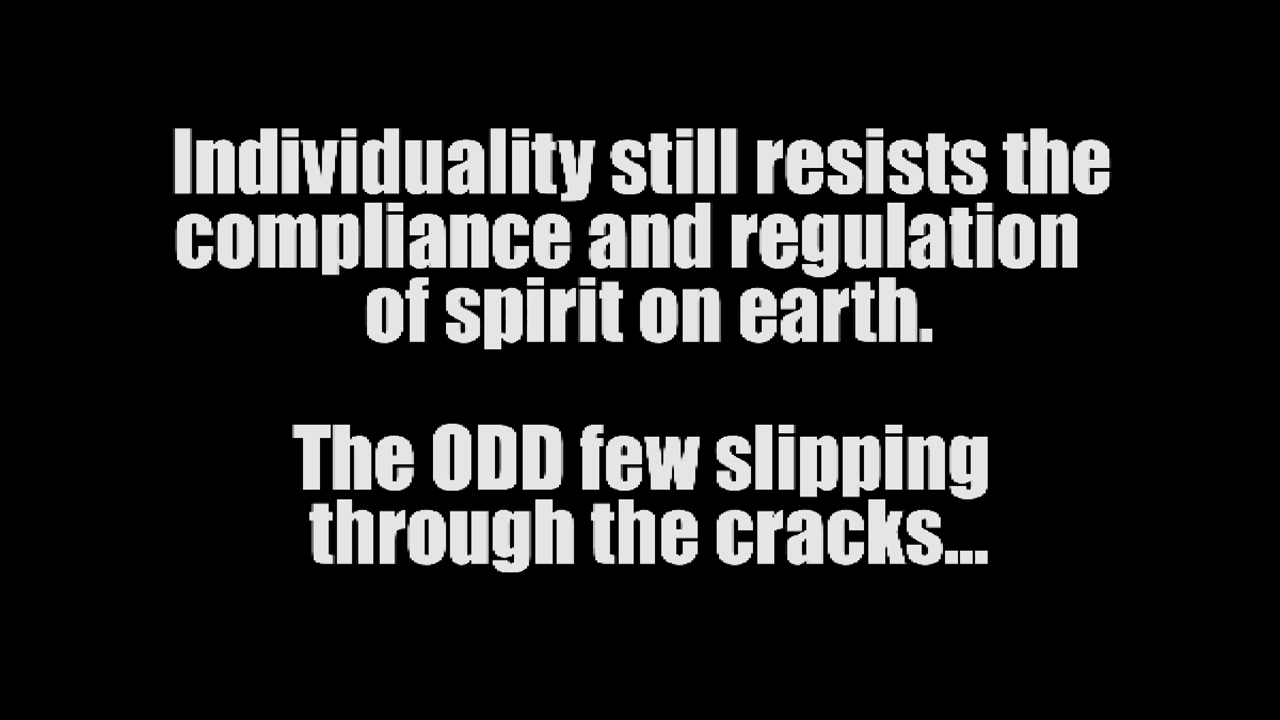 Individuality still resists the
compliance and regulation
of spirit on earth.
The ODD few slipping
through the cracks...